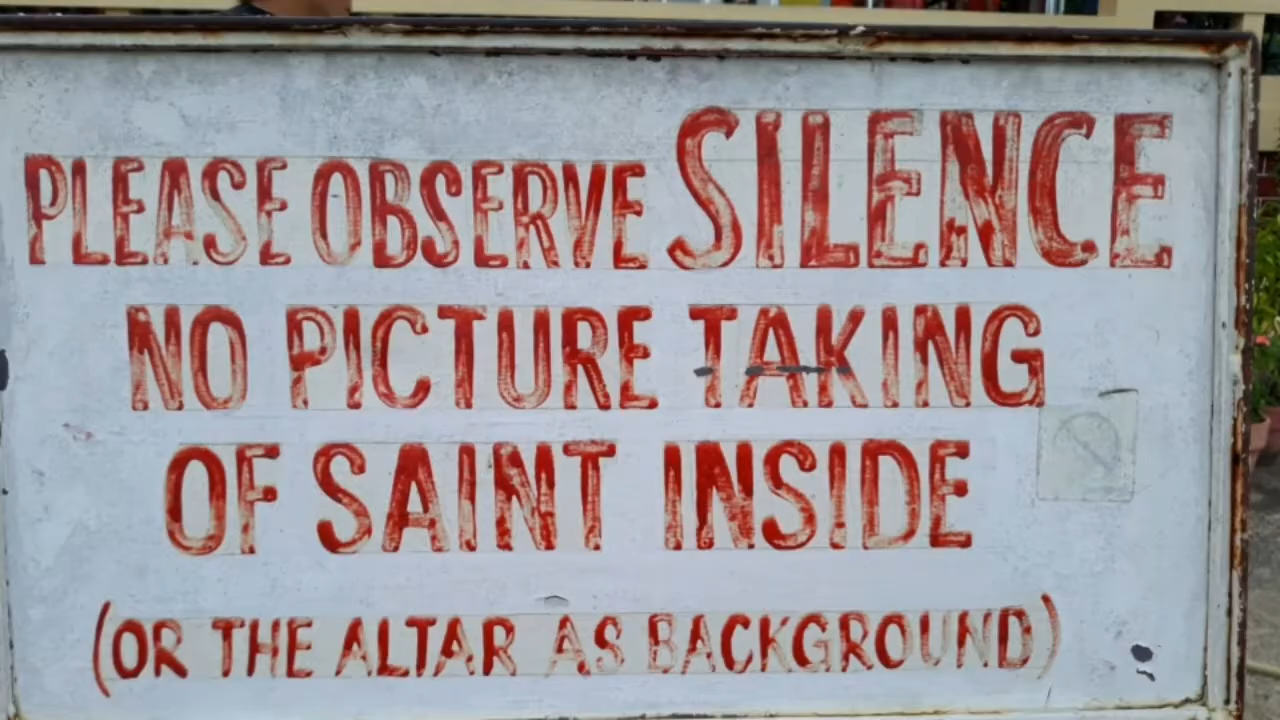 PLEASE OBSERVE SILENCE
NO PICTURE TAKING
OF SAINT INSIDE
(OR THE ALTAR AS BACKGROUND)